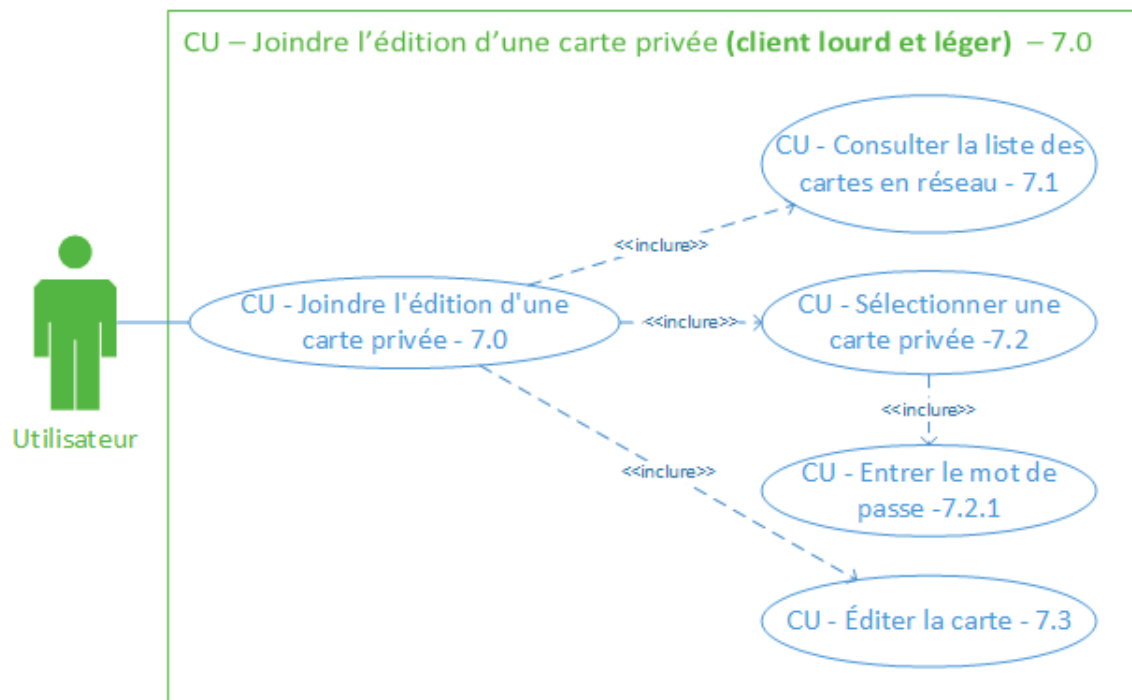 CU – Joindre l’édition d’une carte privée (client lourd et léger) – 7.0
CU - Consulter la liste des
cartes en réseau - 7.1
<<inclure>>
CU - Joindre l'édition d'une
carte privée - 7.0
<<inclure>>
CU - Sélectionner une
carte privée -7.2
<<inclure>>
Utilisateur
<<inclure>>
CU - Entrer le mot de
passe -7.2.1
CU - Éditer la carte - 7.3